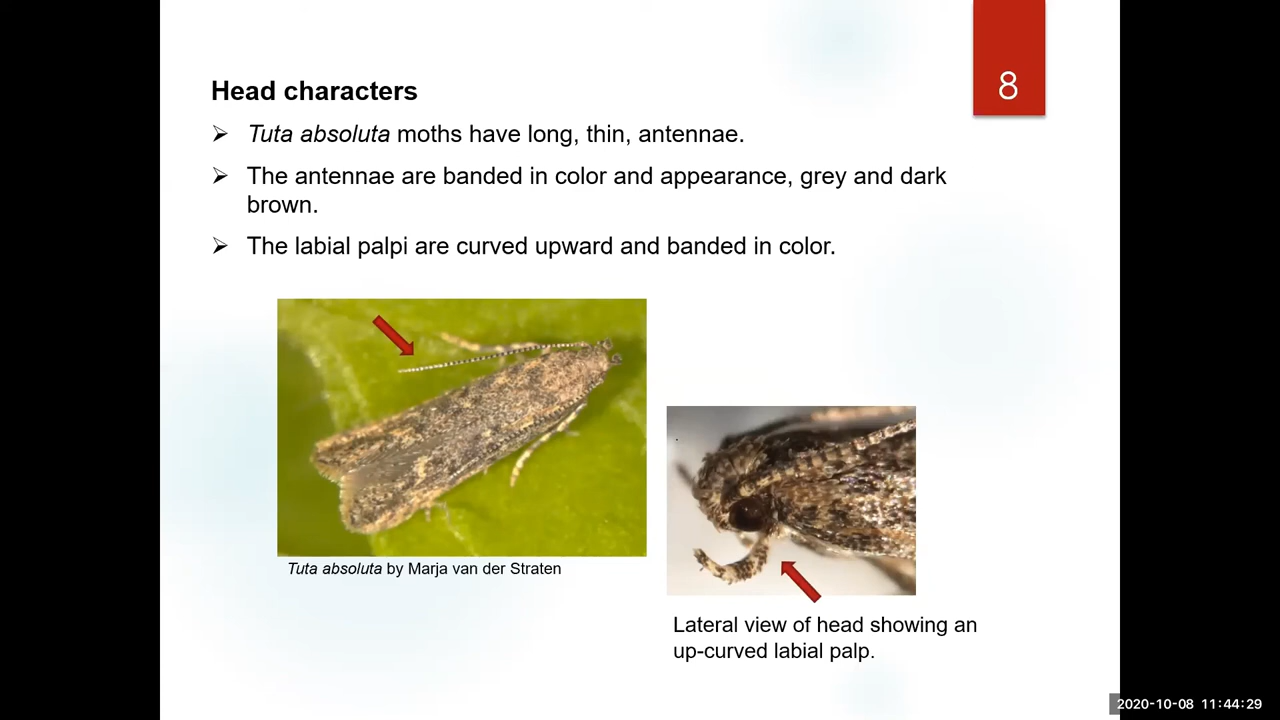 8
Head characters
Tuta absoluta moths have long, thin, antennae.
The antennae are banded in color and appearance, grey and dark
brown.
The labial palpi are curved upward and banded in color.
Tuta absoluta by Marja van der Straten
Lateral view of head showing an
up-curved labial palp.
2020-10-08 11:44:29